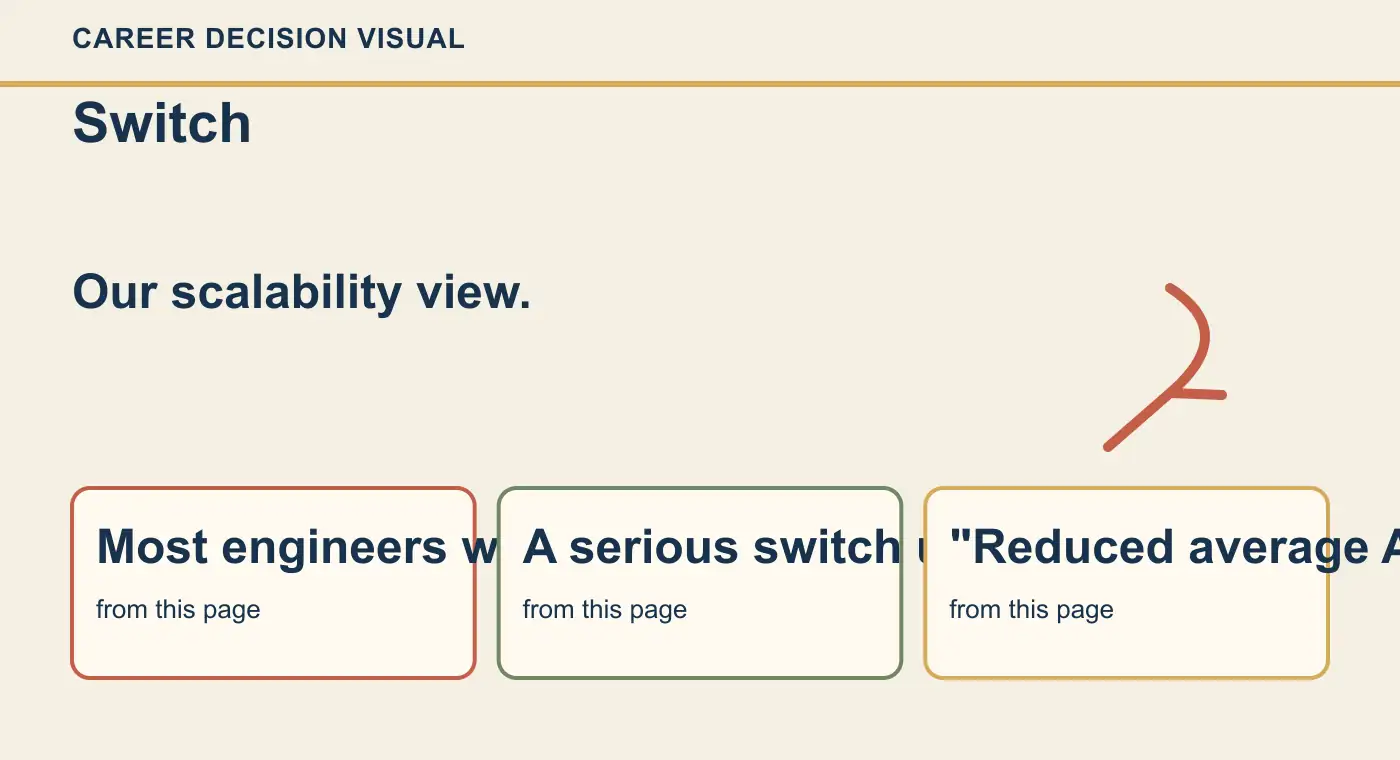 CAREER DECISION VISUAL
Switch
Our scalability view.
Most engineers w
from this page
A serious switch
from this page
"Reduced average A
from this page